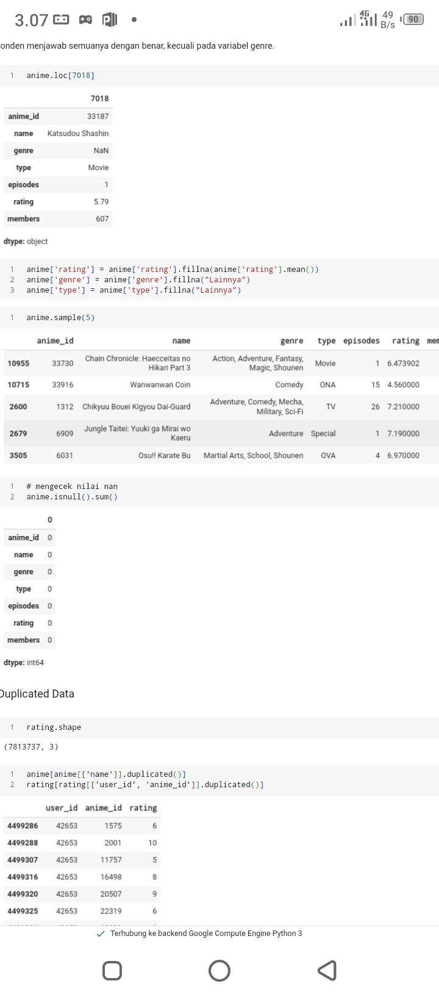 3.07
4G
49
B/s
90
onden menjawab semuanya dengan benar, kecuali pada variabel genre.
1 anime.loc[7018]
7018
anime_id 33187
name Katsudou Shashin
genre NaN
type Movie
episodes 1
rating 5.79
members 607
dtype: object
1 anime['rating'] = anime['rating'].fillna(anime['rating'].mean())
2 anime['genre'] = anime['genre'].fillna("Lainnya")
3 anime['type'] = anime['type'].fillna("Lainnya")
1 anime.sample(5)
anime_id name genre type episodes rating mem
10955 33730 Chain Chronicle: Haecceitas no Hikari Part 3 Action, Adventure, Fantasy, Magic, Shounen Movie 1 6.473902
10715 33916 Wanwanwan Coin Comedy ONA 15 4.560000
2600 1312 Chikyuu Bouei Kigyou Dai-Guard Adventure, Comedy, Mecha, Military, Sci-Fi TV 26 7.210000
2679 6909 Jungle Taitei: Yuuki ga Mirai wo Kaeru Adventure Special 1 7.190000
3505 6031 Osu!! Karate Bu Martial Arts, School, Shounen OVA 4 6.970000
1 # mengecek nilai nan
2 anime.isnull().sum()
0
anime_id 0
name 0
genre 0
type 0
episodes 0
rating 0
members 0
dtype: int64
Duplicated Data
1 rating.shape
(7813737, 3)
1 anime[anime[['name']].duplicated()]
2 rating[rating[['user_id', 'anime_id']].duplicated()]
user_id anime_id rating
4499286 42653 1575 6
4499288 42653 2001 10
4499307 42653 11757 5
4499316 42653 16498 8
4499320 42653 20507 9
4499325 42653 22319 6
Terhubung ke backend Google Compute Engine Python 3